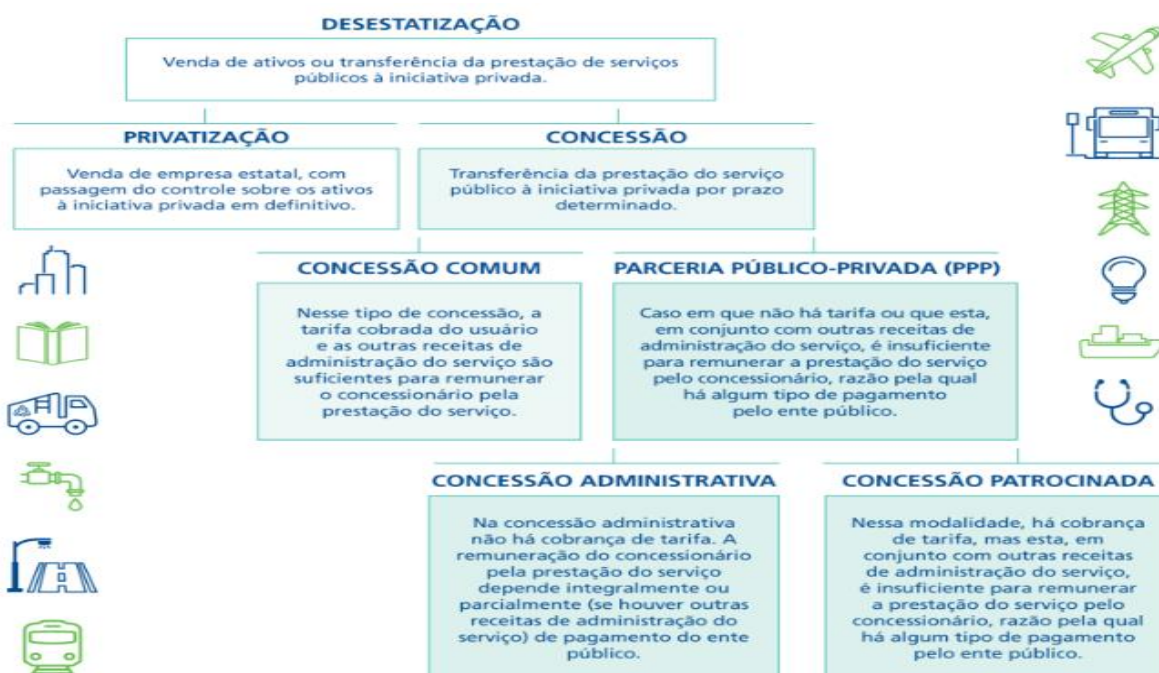 DESESTATIZAÇÃO
Venda de ativos ou transferência da prestação de serviços
públicos à iniciativa privada.
PRIVATIZAÇÃO
Venda de empresa estatal, com
passagem do controle sobre os ativos
à iniciativa privada em definitivo.
CONCESSÃO
Transferência da prestação do serviço
público à iniciativa privada por prazo
determinado.
CONCESSÃO COMUM
Nesse tipo de concessão, a
tarifa cobrada do usuário
e as outras receitas de
administração do serviço são
suficientes para remunerar
o concessionário pela
prestação do serviço.
PARCERIA PÚBLICO-PRIVADA (PPP)
Caso em que não há tarifa ou que esta,
em conjunto com outras receitas de
administração do serviço, é insuficiente
para remunerar a prestação do serviço
pelo concessionário, razão pela qual
há algum tipo de pagamento
pelo ente público.
CONCESSÃO ADMINISTRATIVA
Na concessão administrativa
não há cobrança de tarifa. A
remuneração do concessionário
pela prestação do serviço
depende integralmente ou
parcialmente (se houver outras
receitas de administração do
serviço) de pagamento do ente
público.
CONCESSÃO PATROCINADA
Nessa modalidade, há cobrança
de tarifa, mas esta, em
conjunto com outras receitas
de administração do serviço,
é insuficiente para remunerar
a prestação do serviço pelo
concessionário, razão pela qual
há algum tipo de pagamento
pelo ente público.